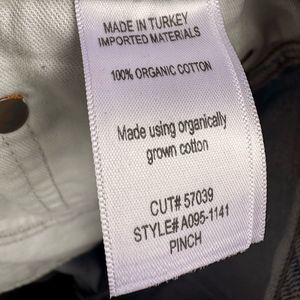 MADE IN TURKEY
IMPORTED MATERIALS
100% ORGANIC COTTON
Made using organically
grown cotton
CUT# 57039
STYLE# A095-1141
PINCH